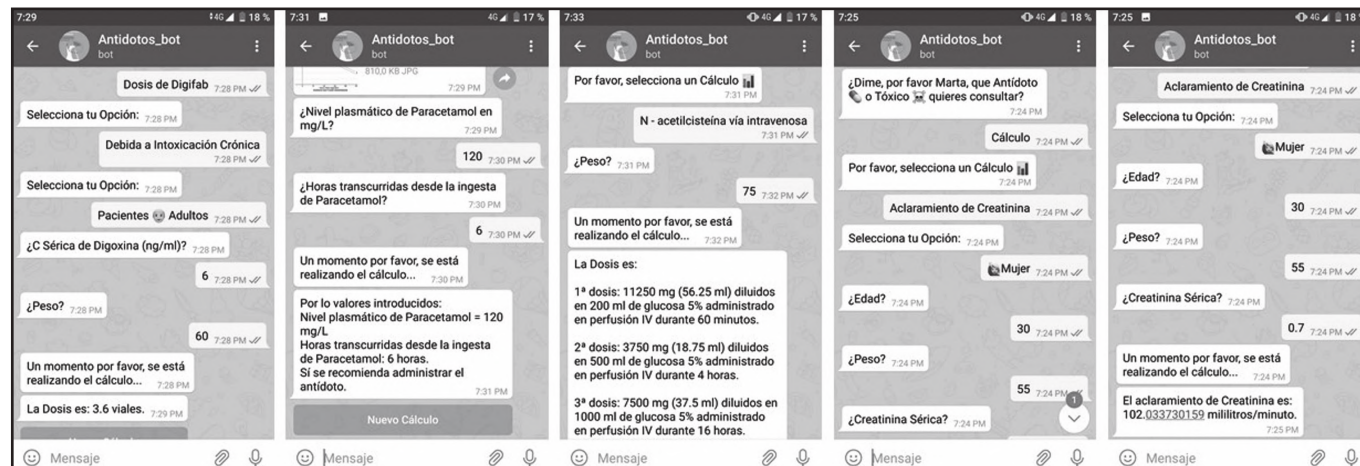 7:29
4G 18 %
Antidotos_bot
bot
Dosis de Digifab 7:28 PM
Selecciona tu Opción: 7:28 PM
Debida a Intoxicación Crónica
7:28 PM
Selecciona tu Opción: 7:28 PM
Pacientes Adultos 7:28 PM
¿C Sérica de Digoxina (ng/ml)?
7:28 PM
6 7:28 PM
¿Peso? 7:28 PM
60 7:28 PM
Un momento por favor, se está
realizando el cálculo... 7:28 PM
La Dosis es: 3.6 viales. 7:29 PM
Mensaje
7:31
4G 17 %
Antidotos_bot
bot
810,0 KB JPG
7:29 PM
¿Nivel plasmático de Paracetamol en
mg/L?
7:29 PM
120 7:30 PM
¿Horas transcurridas desde la ingesta
de Paracetamol?
7:30 PM
6 7:30 PM
Un momento por favor, se está
realizando el cálculo...
7:30 PM
Por lo valores introducidos:
Nivel plasmático de Paracetamol = 120
mg/L
Horas transcurridas desde la ingesta
de Paracetamol: 6 horas.
Sí se recomienda administrar el
antídoto.
7:31 PM
Nuevo Cálculo
Mensaje
7:33
4G 17 %
Antidotos_bot
bot
Por favor, selecciona un Cálculo
7:31 PM
N - acetilcisteína vía intravenosa
7:31 PM
¿Peso? 7:31 PM
75 7:32 PM
Un momento por favor, se está
realizando el cálculo... 7:32 PM
La Dosis es:
1ª dosis: 11250 mg (56.25 ml) diluidos
en 200 ml de glucosa 5% administrado
en perfusión IV durante 60 minutos.
2ª dosis: 3750 mg (18.75 ml) diluidos
en 500 ml de glucosa 5% administrado
en perfusión IV durante 4 horas.
3ª dosis: 7500 mg (37.5 ml) diluidos en
1000 ml de glucosa 5% administrado
en perfusión IV durante 16 horas.
Mensaje
7:25
4G 18 %
Antidotos_bot
bot
¿Dime, por favor Marta, que Antídoto
o Tóxico quieres consultar?
7:24 PM
Cálculo 7:24 PM
Por favor, selecciona un Cálculo
7:24 PM
Aclaramiento de Creatinina 7:24 PM
Selecciona tu Opción: 7:24 PM
Mujer 7:24 PM
¿Edad? 7:24 PM
30 7:24 PM
¿Peso? 7:24 PM
55 7:24 PM
1
¿Creatinina Sérica? 7:24 PM
Mensaje
7:25
4G 18
Antidotos_bot
bot
Aclaramiento de Creatinina 7:24 PM
Selecciona tu Opción: 7:24 PM
Mujer 7:24 PM
¿Edad? 7:24 PM
30 7:24 PM
¿Peso? 7:24 PM
55 7:24 PM
¿Creatinina Sérica? 7:24 PM
0.7 7:24 PM
Un momento por favor, se está
realizando el cálculo... 7:24 PM
El aclaramiento de Creatinina es:
102.033730159 mililitros/minuto.
7:25 PM
Mensaje